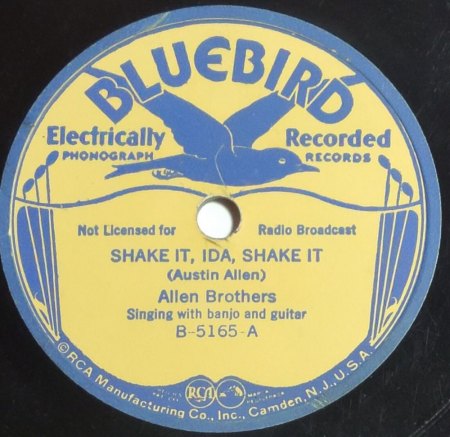 BLUEBIRD
Electrically Recorded
PHONOGRAPH RECORDS
Not Licensed for Radio Broadcast
SHAKE IT, IDA, SHAKE IT
(Austin Allen)
Allen Brothers
Singing with banjo and guitar
B-5165-A
RCA
©RCA Manufacturing Co., Inc., Camden, N.J., U.S.A.